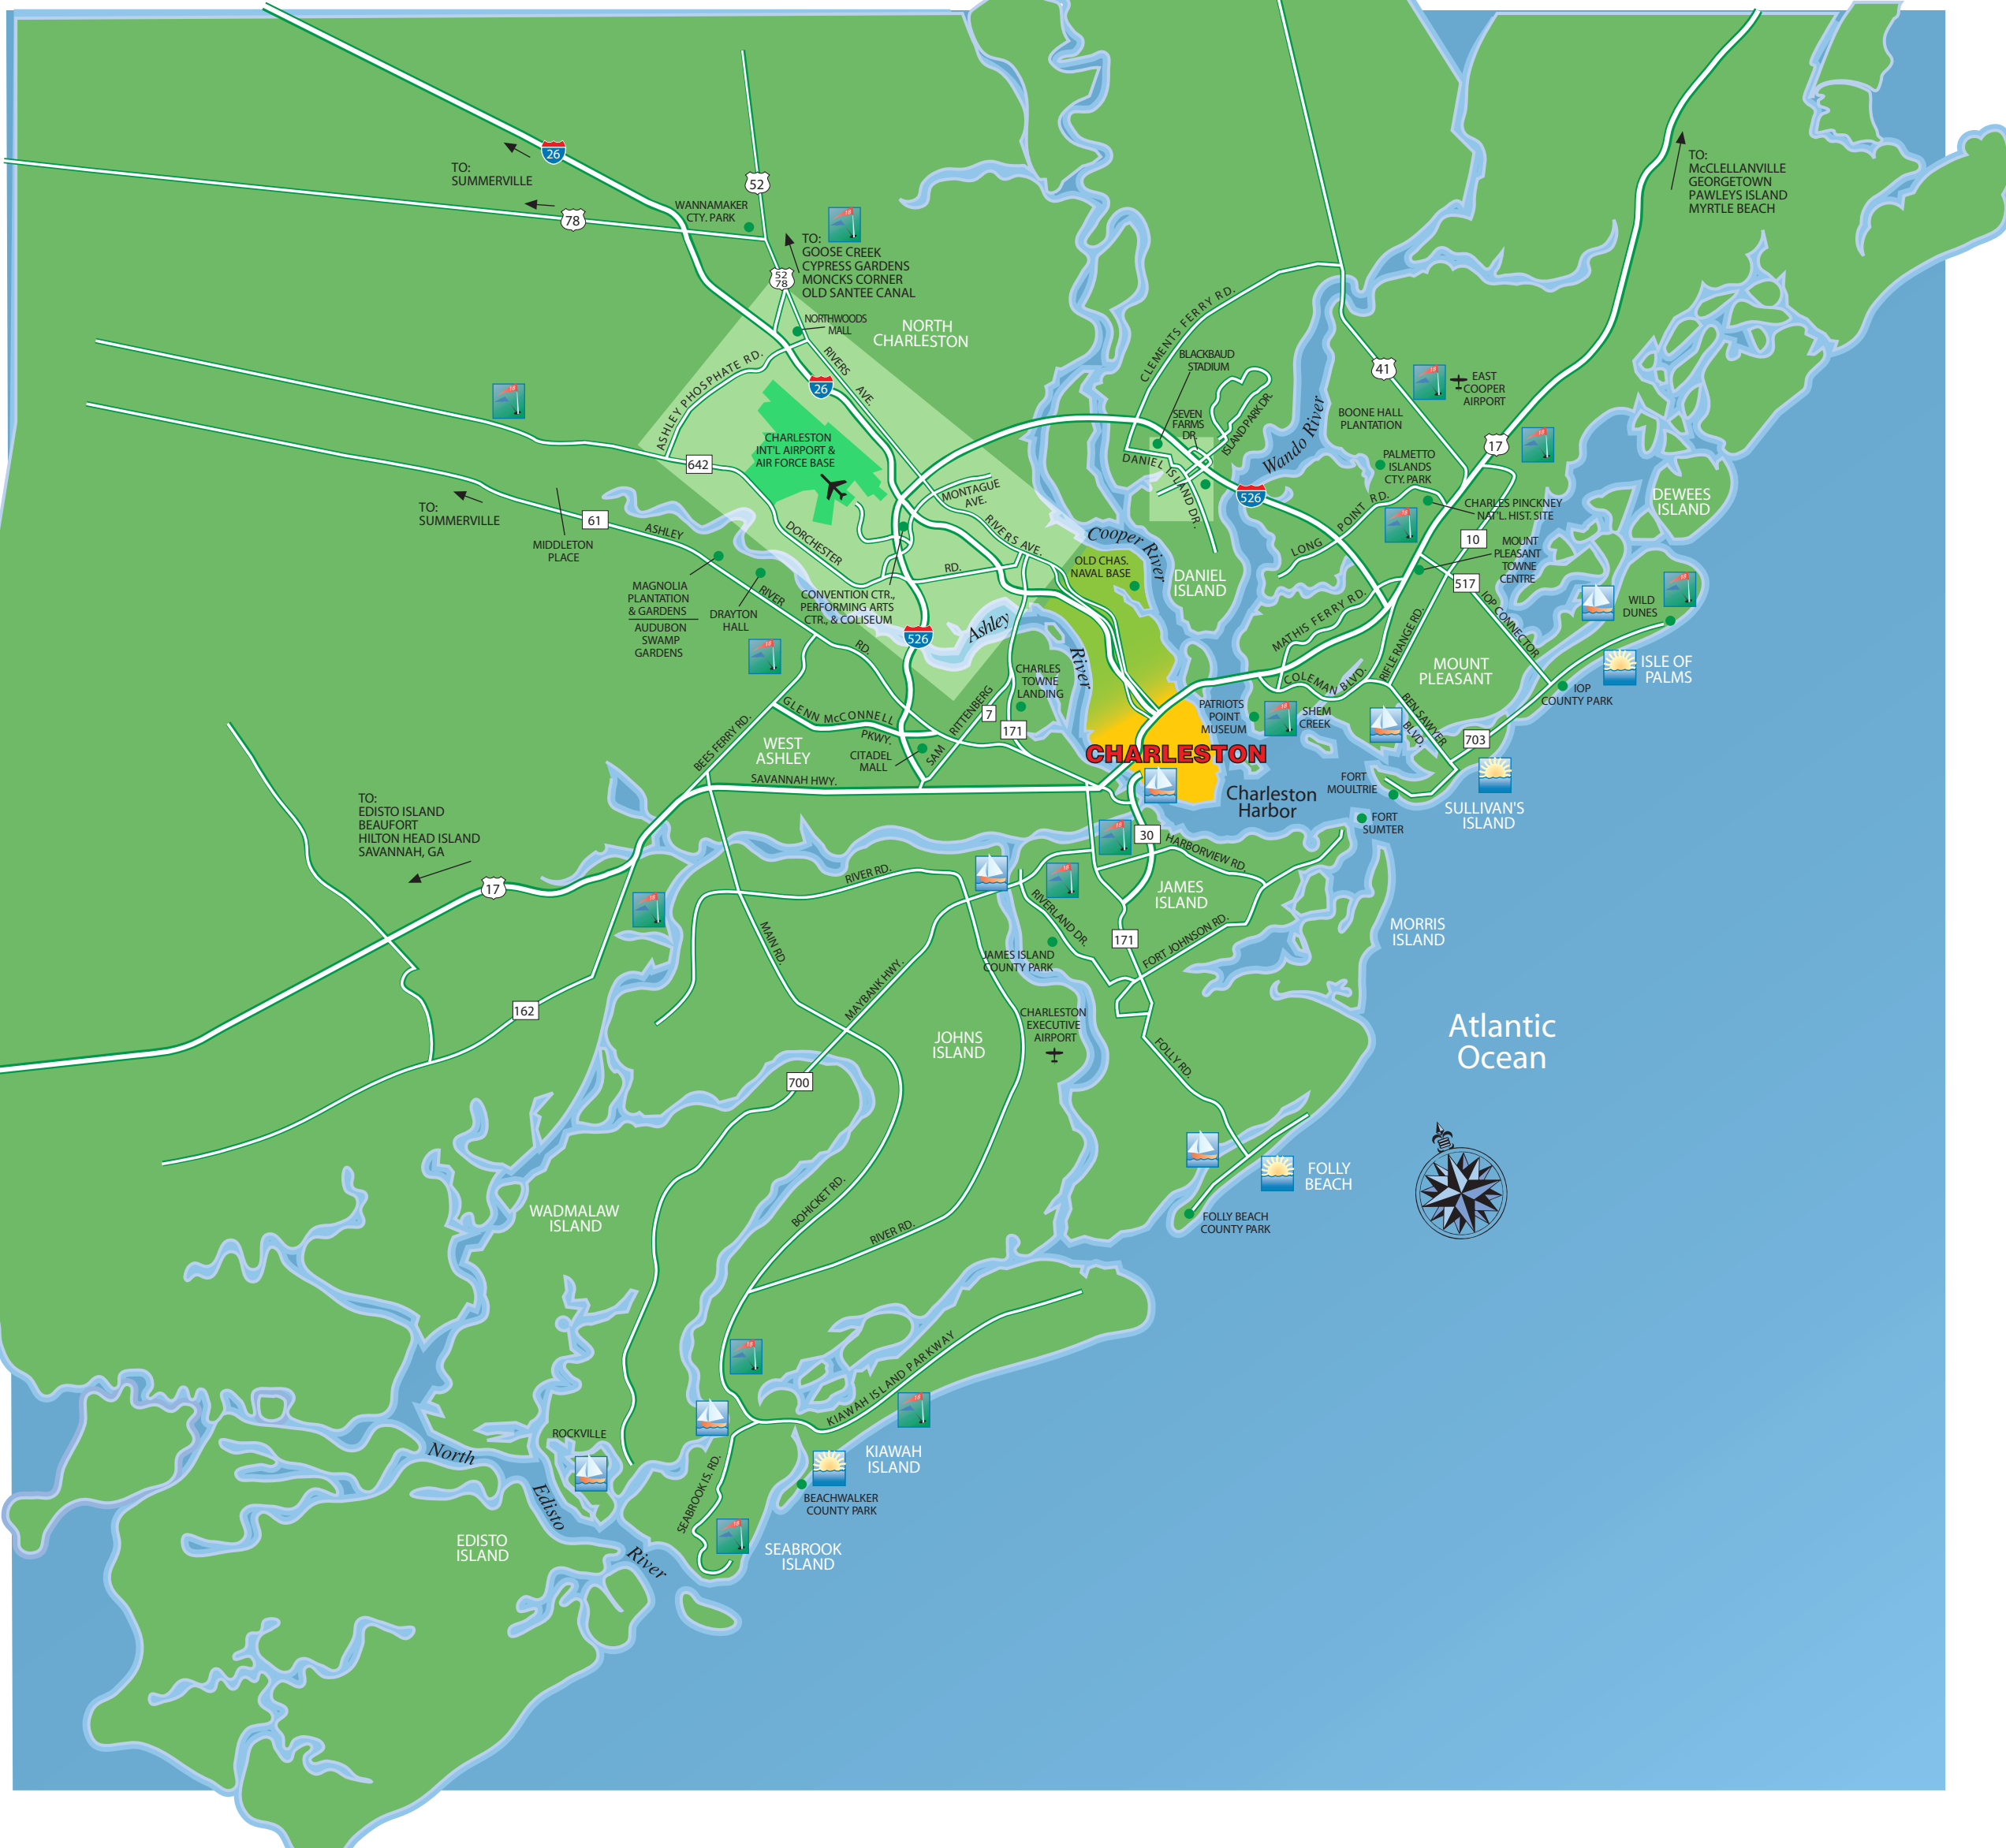 26
TO:
SUMMERVILLE
78
52
WANNAMAKER
CTY. PARK
TO:
GOOSE CREEK
CYPRESS GARDENS
MONCKS CORNER
OLD SANTEE CANAL
52
78
TO:
McCLELLANVILLE
GEORGETOWN
PAWLEYS ISLAND
MYRTLE BEACH
NORTHWOODS
MALL
NORTH
CHARLESTON
RIVERS AVE.
ASHLEY PHOSPHATE RD.
26
CHARLESTON
INT'L AIRPORT &
AIR FORCE BASE
642
CLEMENTS FERRY RD.
BLACKBAUD
STADIUM
SEVEN
FARMS
DR.
ISLAND PARK DR.
DANIEL ISLAND DR.
Wando River
526
41
EAST
COOPER
AIRPORT
BOONE HALL
PLANTATION
17
PALMETTO
ISLANDS
CTY. PARK
CHARLES PINCKNEY
NAT'L. HIST. SITE
LONG POINT RD.
10
MOUNT
PLEASANT
TOWNE
CENTRE
517
IOP CONNECTOR
DEWEES
ISLAND
WILD
DUNES
ISLE OF
PALMS
IOP
COUNTY PARK
TO:
SUMMERVILLE
61
MIDDLETON
PLACE
ASHLEY RIVER RD.
MAGNOLIA
PLANTATION
& GARDENS
AUDUBON
SWAMP
GARDENS
DRAYTON
HALL
DORCHESTER RD.
MONTAGUE
AVE.
RIVERS AVE.
CONVENTION CTR.,
PERFORMING ARTS
CTR., & COLISEUM
526
Ashley River
Cooper River
OLD CHAS.
NAVAL BASE
DANIEL
ISLAND
MATHIS FERRY RD.
RIFLE RANGE RD.
MOUNT
PLEASANT
COLEMAN BLVD.
BEN SAWYER
BLVD.
703
CHARLES
TOWNE
LANDING
7
171
SAM RITTENBERG
GLENN McCONNELL
PKWY.
CITADEL
MALL
WEST
ASHLEY
BEES FERRY RD.
SAVANNAH HWY.
PATRIOTS
POINT
MUSEUM
SHEM
CREEK
CHARLESTON
Charleston
Harbor
FORT
MOULTRIE
SULLIVAN'S
ISLAND
FORT
SUMTER
TO:
EDISTO ISLAND
BEAUFORT
HILTON HEAD ISLAND
SAVANNAH, GA
17
30
HARBORVIEW RD.
JAMES
ISLAND
RIVER RD.
RIVERLAND DR.
171
FORT JOHNSON RD.
MORRIS
ISLAND
MAIN RD.
MAYBANK HWY.
JAMES ISLAND
COUNTY PARK
162
CHARLESTON
EXECUTIVE
AIRPORT
JOHNS
ISLAND
700
FOLLY RD.
Atlantic
Ocean
FOLLY
BEACH
FOLLY BEACH
COUNTY PARK
WADMALAW
ISLAND
BOHICKET RD.
RIVER RD.
KIAWAH ISLAND PARKWAY
KIAWAH
ISLAND
ROCKVILLE
North Edisto River
SEABROOK IS. RD.
BEACHWALKER
COUNTY PARK
EDISTO
ISLAND
SEABROOK
ISLAND